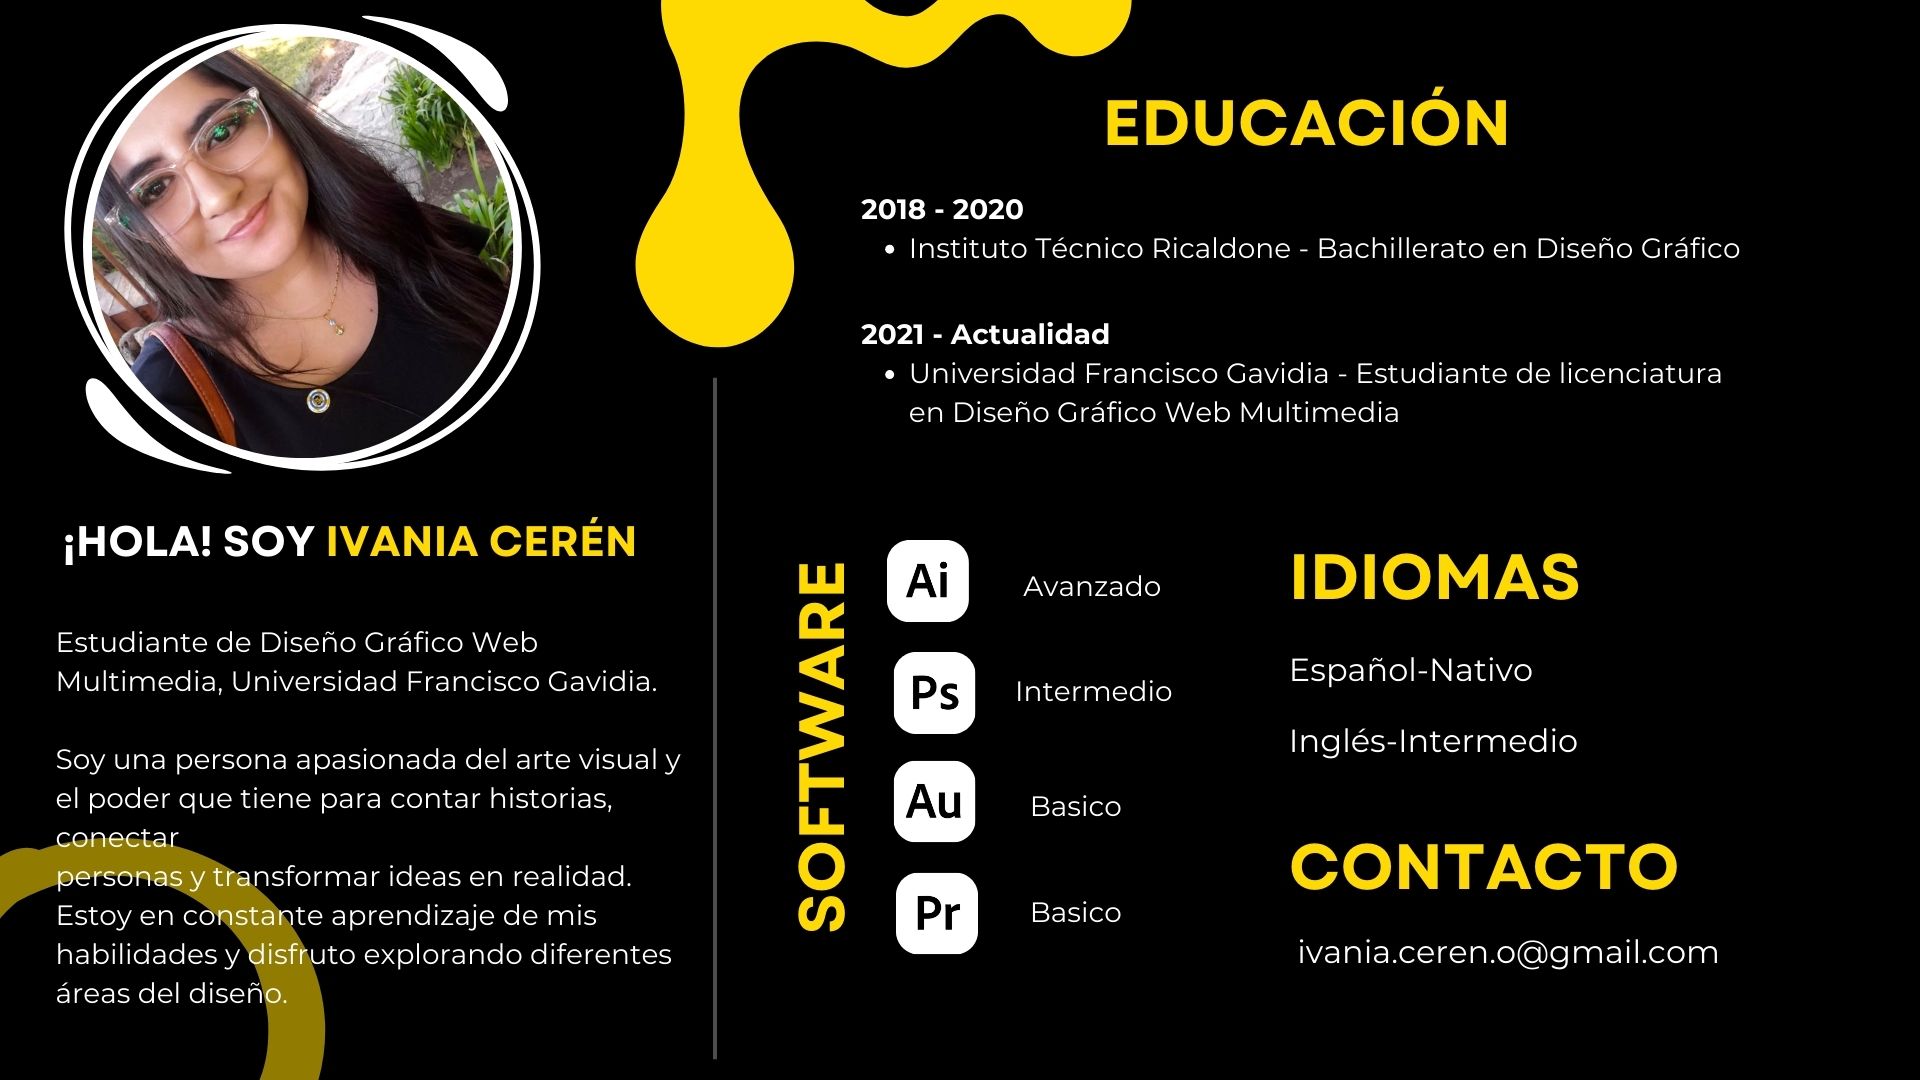 ¡HOLA! SOY IVANIA CERÉN
Estudiante de Diseño Gráfico Web
Multimedia, Universidad Francisco Gavidia.
Soy una persona apasionada del arte visual y
el poder que tiene para contar historias,
conectar
personas y transformar ideas en realidad.
Estoy en constante aprendizaje de mis
habilidades y disfruto explorando diferentes
áreas del diseño.
EDUCACIÓN
2018 - 2020
• Instituto Técnico Ricaldone - Bachillerato en Diseño Gráfico
2021 - Actualidad
• Universidad Francisco Gavidia - Estudiante de licenciatura
en Diseño Gráfico Web Multimedia
SOFTWARE
Ai Avanzado
Ps Intermedio
Au Basico
Pr Basico
IDIOMAS
Español-Nativo
Inglés-Intermedio
CONTACTO
ivania.ceren.o@gmail.com